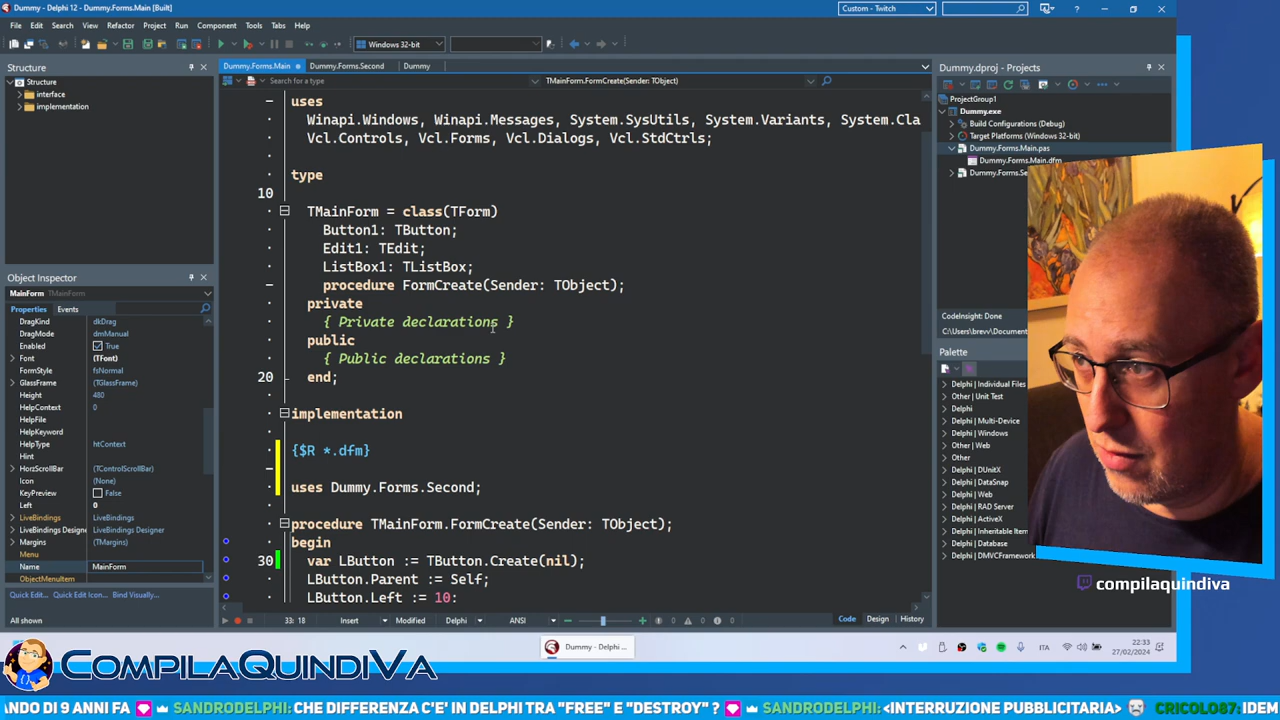 Dummy - Delphi 12 - Dummy.Forms.Main [Built]
Custom - Twitch
File Edit Search View Refactor Project Run Component Tools Tabs Help
Windows 32-bit
Structure
Structure
interface
implementation
Object Inspector
MainForm TMainForm
Properties Events
DragKind dkDrag
DragMode dmManual
Enabled True
Font (TFont)
FormStyle fsNormal
GlassFrame (TGlassFrame)
Height 480
HelpContext 0
HelpFile
HelpKeyword
HelpType htContext
Hint
HorzScrollBar (TControlScrollBar)
Icon (None)
KeyPreview False
Left 0
LiveBindings LiveBindings
LiveBinding Designer LiveBindings Designer
Margins (TMargins)
Menu
Name MainForm
ObjectMenuItem
Quick Edit... Quick Edit Icon... Bind Visually...
All shown
Dummy.Forms.Main Dummy.Forms.Second Dummy
Search for a type TMainForm.FormCreate(Sender: TObject)
uses
Winapi.Windows, Winapi.Messages, System.SysUtils, System.Variants, System.Cla
Vcl.Controls, Vcl.Forms, Vcl.Dialogs, Vcl.StdCtrls;
type
10
TMainForm = class(TForm)
Button1: TButton;
Edit1: TEdit;
ListBox1: TListBox;
procedure FormCreate(Sender: TObject);
private
{ Private declarations }
public
{ Public declarations }
20 end;
implementation
{$R *.dfm}
uses Dummy.Forms.Second;
procedure TMainForm.FormCreate(Sender: TObject);
begin
30 var LButton := TButton.Create(nil);
LButton.Parent := Self;
LButton.Left := 10;
33: 18 Insert Modified Delphi ANSI 0 0 0 Code Design History
Dummy.dproj - Projects
ProjectGroup1
Dummy.exe
Build Configurations (Debug)
Target Platforms (Windows 32-bit)
Dummy.Forms.Main.pas
Dummy.Forms.Main.dfm
Dummy.Forms.Se
CodeInsight: Done
C:\Users\brevv\Document
Palette
Delphi | Individual Files
Other | Unit Test
Delphi
Delphi | Multi-Device
Delphi | Windows
Other | Web
Other
Delphi | DUnitX
Delphi | DataSnap
Delphi | Web
Delphi | RAD Server
Delphi | ActiveX
Delphi | Inheritable Item
Delphi | Database
Delphi | DMVCFramework
compilaquindiva
Dummy - Delphi ...
ITA
22:33
27/02/2024
COMPILAQUINDIVA
ANDO DI 9 ANNI FA SANDRODELPHI: CHE DIFFERENZA C'E' IN DELPHI TRA "FREE" E "DESTROY" ? SANDRODELPHI: <INTERRUZIONE PUBBLICITARIA> CRICOLO87: IDEM